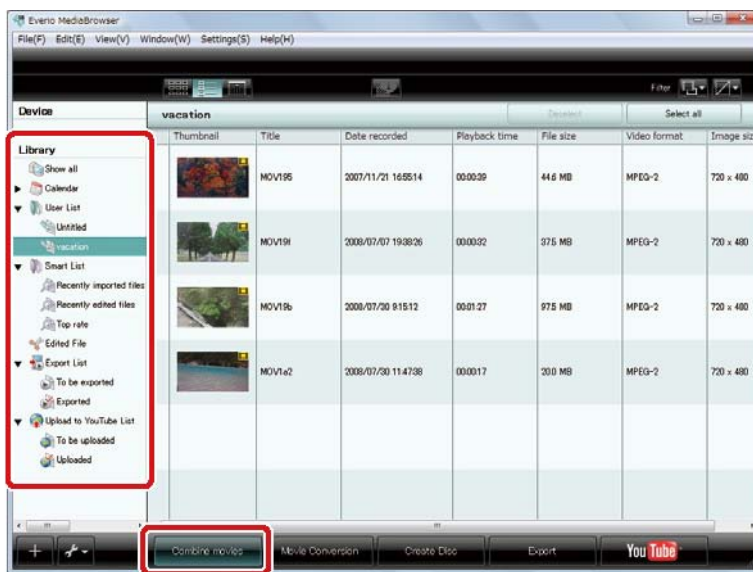 Everio MediaBrowser
File(F) Edit(E) View(V) Window(W) Settings(S) Help(H)
Filter
Device
vacation
Deselect
Select all
Library
Thumbnail Title Date recorded Playback time File size Video format Image siz
Show all
Calendar
User List
Untitled
vacation
Smart List
Recently imported files
Recently edited files
Top rate
Edited File
Export List
To be exported
Exported
Upload to YouTube List
To be uploaded
Uploaded
MOV195 2007/11/21 16:55:14 00:00:39 44.6 MB MPEG-2 720 x 480
MOV19f 2008/07/07 19:38:26 00:00:32 37.5 MB MPEG-2 720 x 480
MOV19b 2008/07/30 9:15:12 00:01:27 97.5 MB MPEG-2 720 x 480
MOV1a2 2008/07/30 11:47:38 00:00:17 20.0 MB MPEG-2 720 x 480
Combine movies Movie Conversion Create Disc Export YouTube